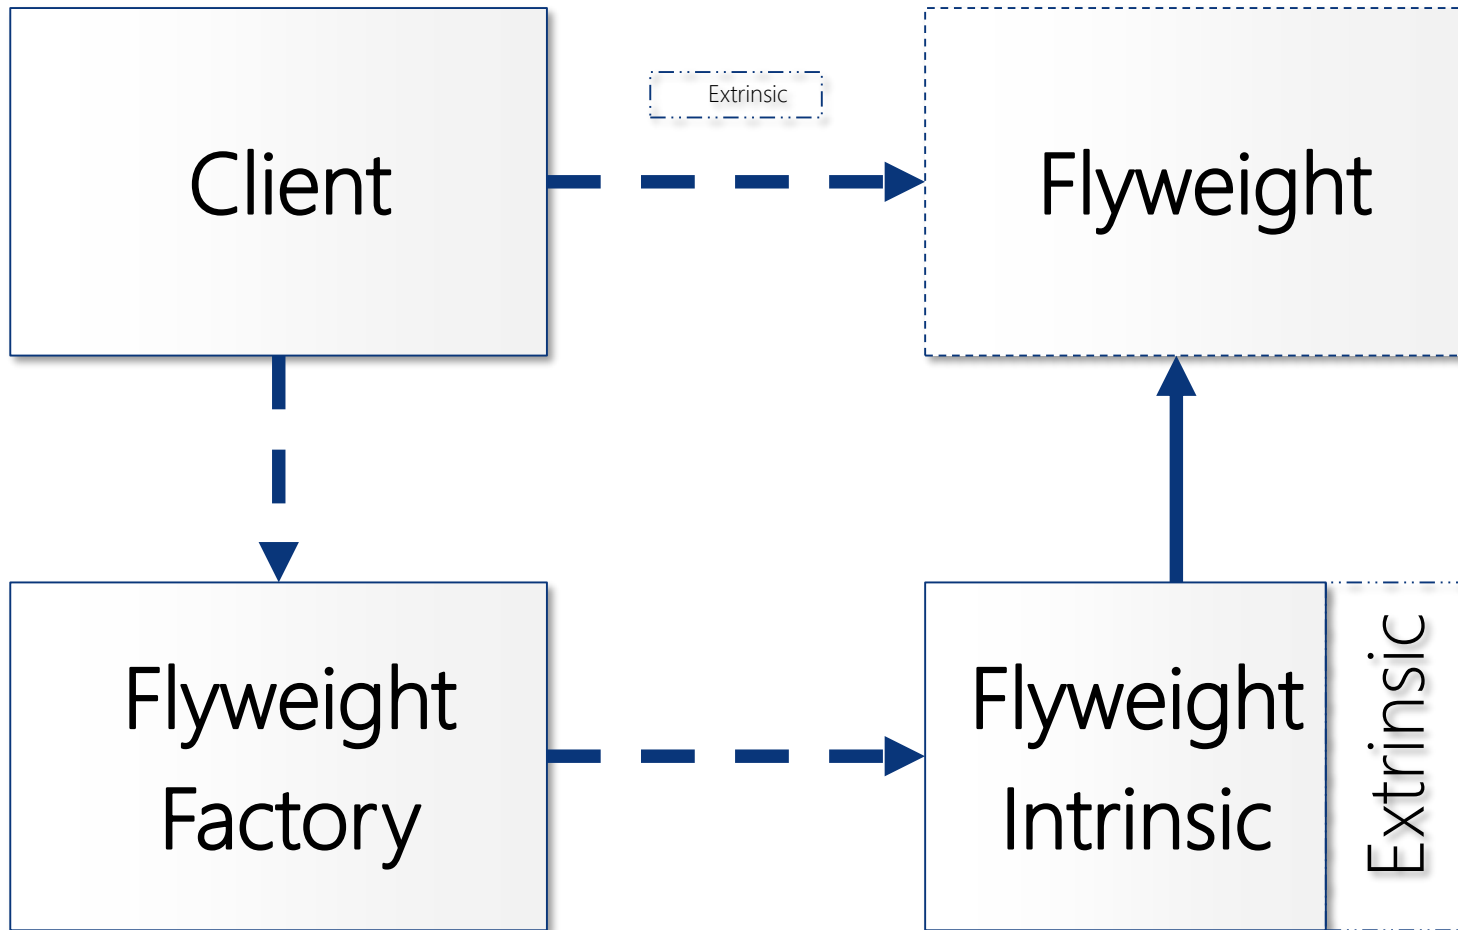 Client
Extrinsic
Flyweight
Flyweight
Factory
Flyweight
Intrinsic
Extrinsic